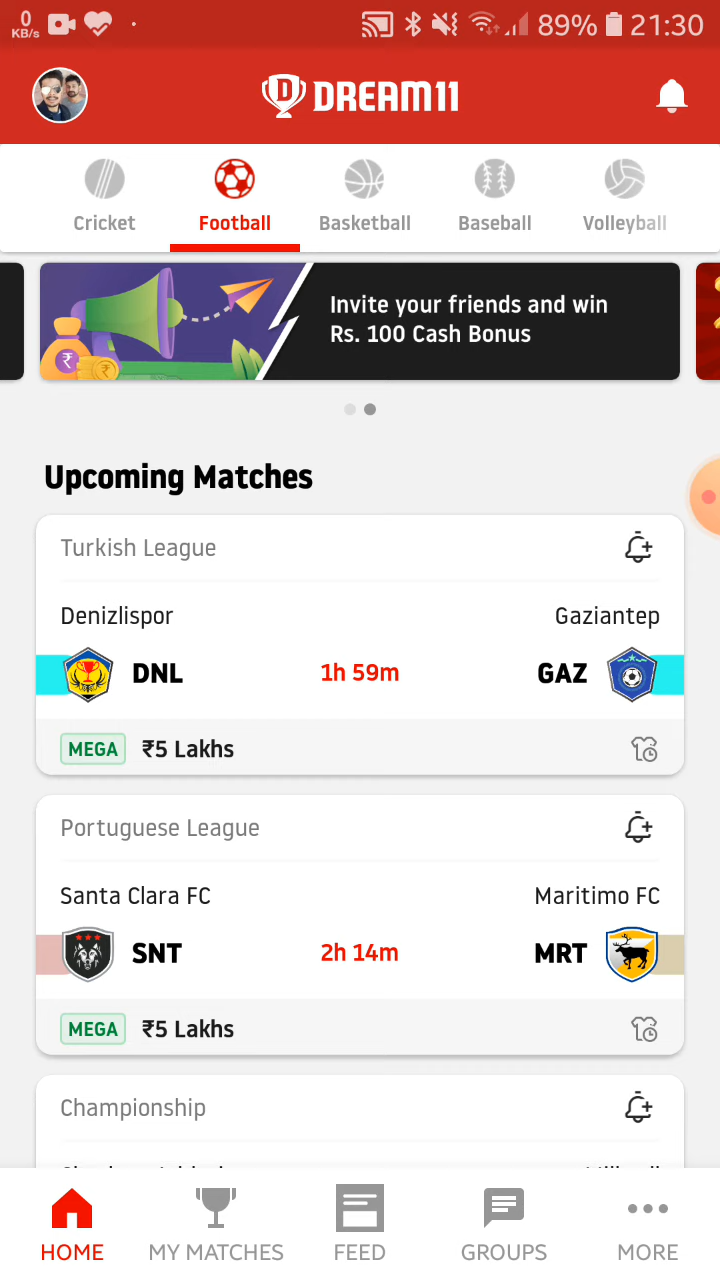 0
KB/s
89% 21:30
DREAM11
Cricket Football Basketball Baseball Volleyball
Invite your friends and win
Rs. 100 Cash Bonus
Upcoming Matches
Turkish League
Denizlispor Gaziantep
DNL 1h 59m GAZ
MEGA ₹5 Lakhs
Portuguese League
Santa Clara FC Maritimo FC
SNT 2h 14m MRT
MEGA ₹5 Lakhs
Championship
HOME MY MATCHES FEED GROUPS MORE